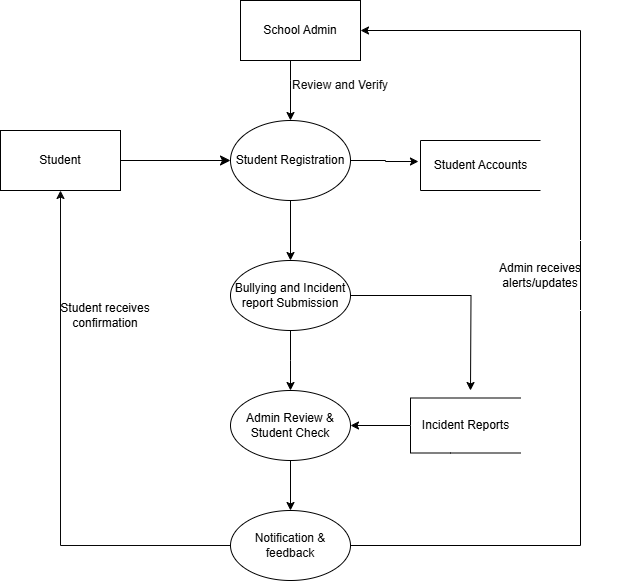 School Admin
Review and Verify
Student
Student Registration
Student Accounts
Admin receives
alerts/updates
Bullying and Incident
report Submission
Student receives
confirmation
Admin Review &
Student Check
Incident Reports
Notification &
feedback